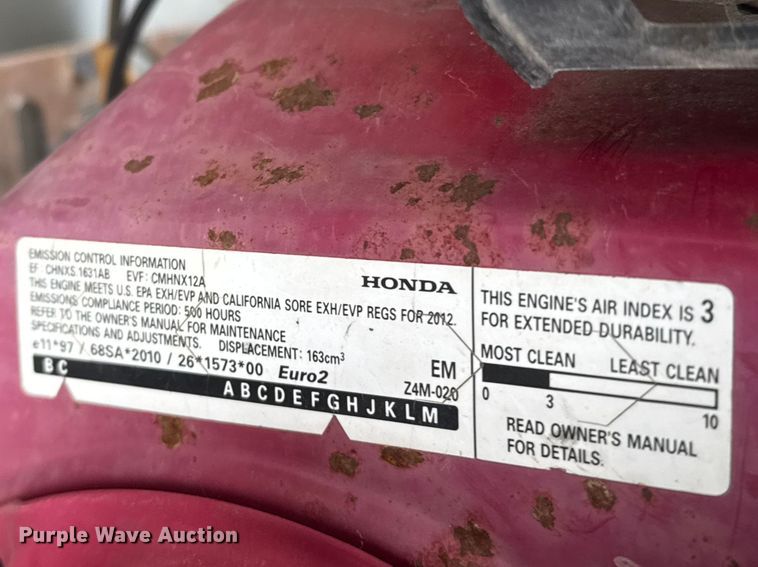 EMISSION CONTROL INFORMATION
EF CHNXS.1631AB EVF: CMHNX12A
HONDA
THIS ENGINE MEETS U.S. EPA EXH/EVP AND CALIFORNIA SORE EXH/EVP REGS FOR 2012.
EMISSIONS COMPLIANCE PERIOD: 500 HOURS
REFER TO THE OWNER'S MANUAL FOR MAINTENANCE
SPECIFICATIONS AND ADJUSTMENTS. DISPLACEMENT: 163cm³
e11*97 / 68SA*2010 / 26*1573*00 Euro2
EM
Z4M-020
B C
A B C D E F G H J K L M
THIS ENGINE'S AIR INDEX IS 3
FOR EXTENDED DURABILITY.
MOST CLEAN LEAST CLEAN
0 3 10
READ OWNER'S MANUAL
FOR DETAILS.
Purple Wave Auction